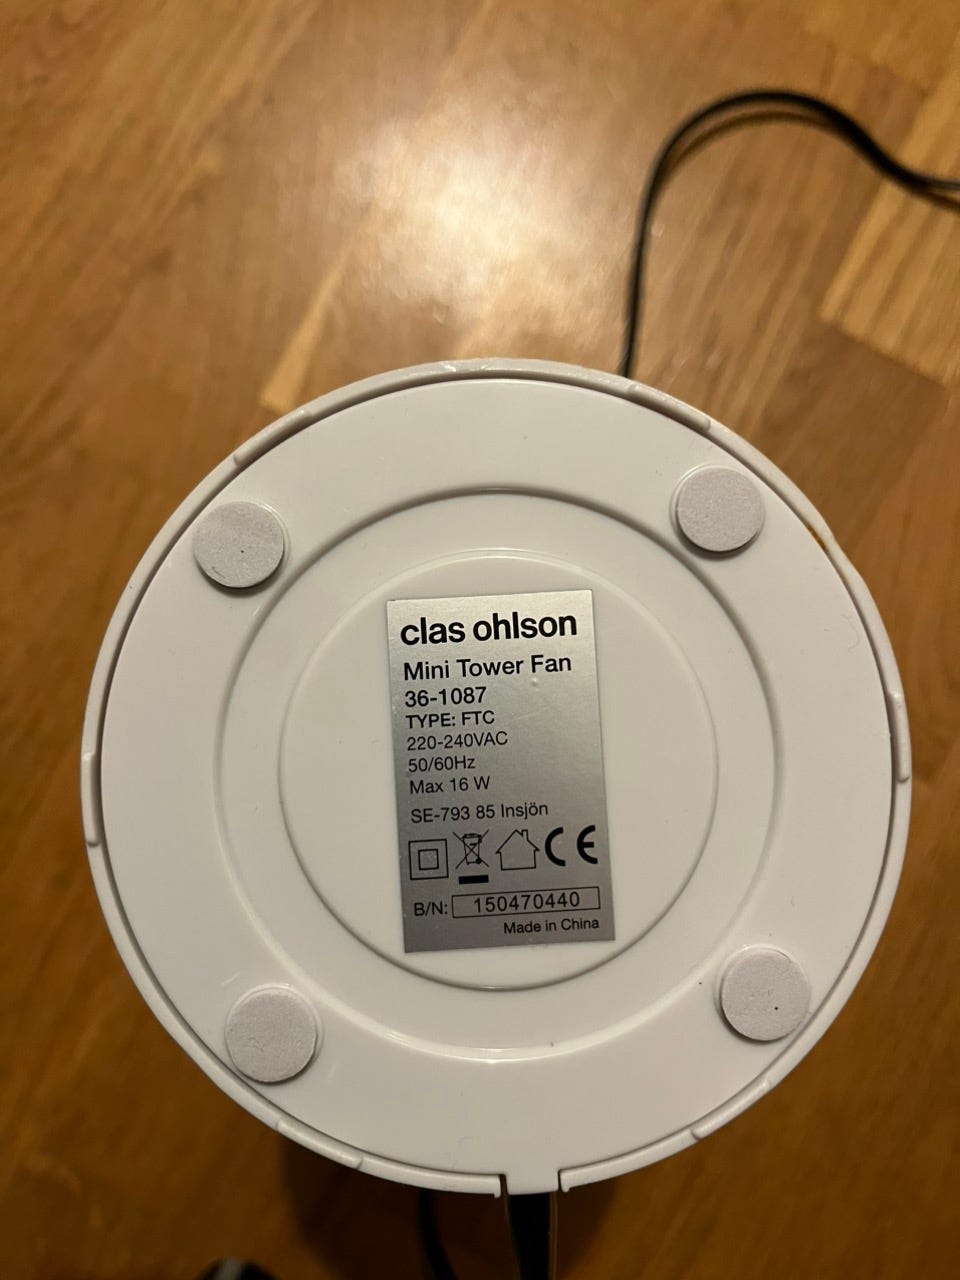 clas ohlson
Mini Tower Fan
36-1087
TYPE: FTC
220-240VAC
50/60Hz
Max 16 W
SE-793 85 Insjön
CE
B/N: 150470440
Made in China